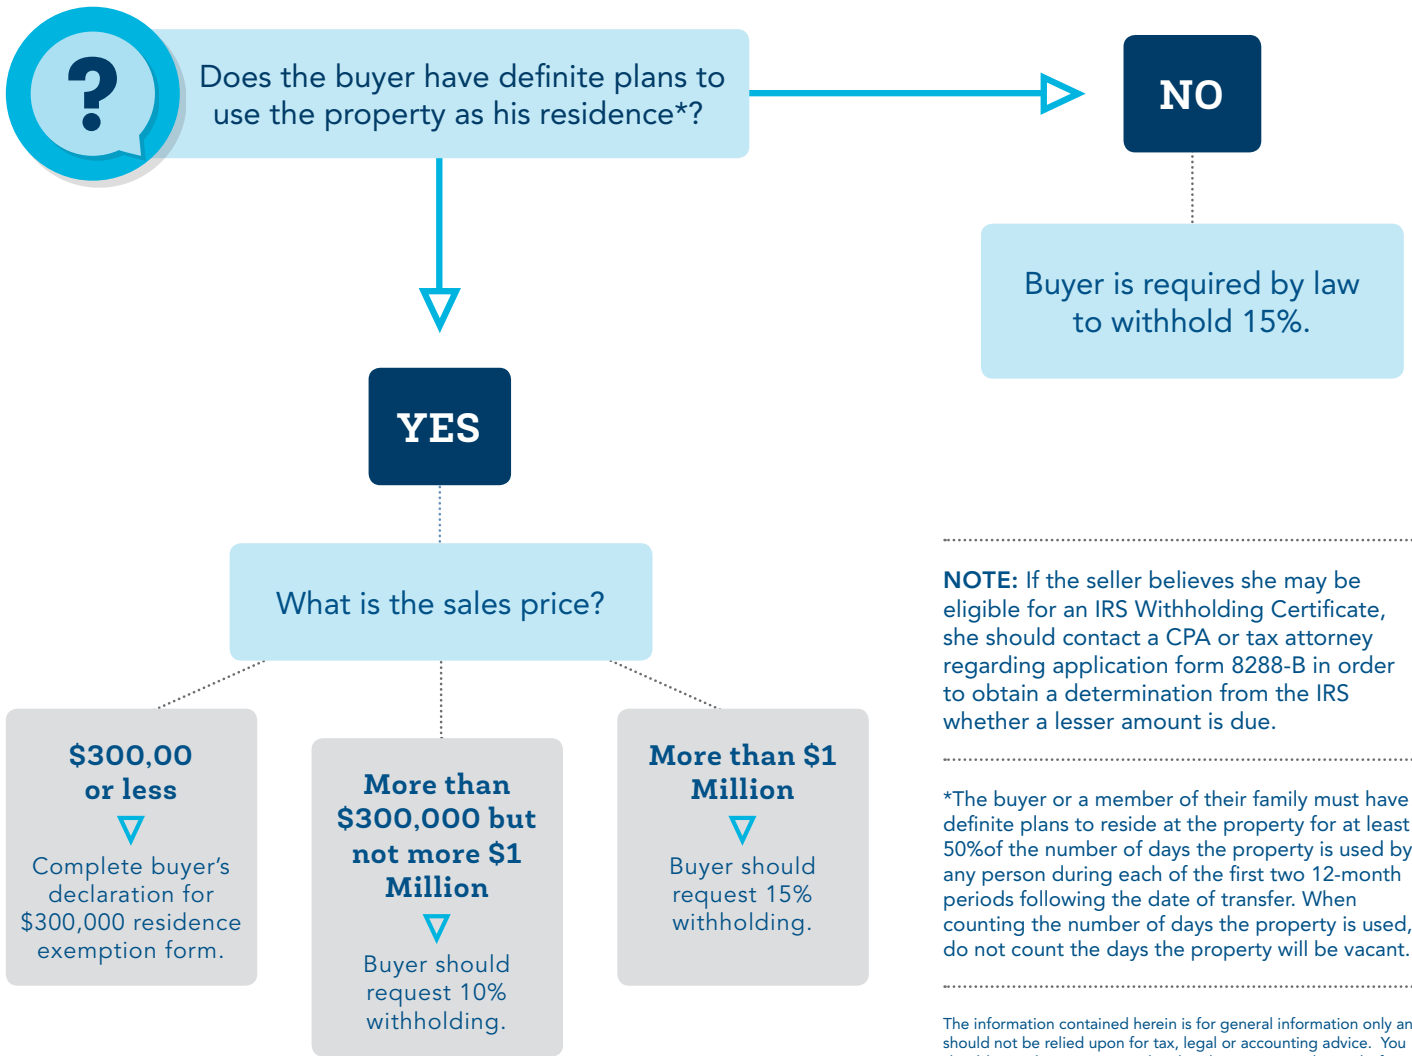 ?
Does the buyer have definite plans to
use the property as his residence*?
NO
Buyer is required by law
to withhold 15%.
YES
What is the sales price?
$300,00
or less
Complete buyer's
declaration for
$300,000 residence
exemption form.
More than
$300,000 but
not more $1
Million
Buyer should
request 10%
withholding.
More than $1
Million
Buyer should
request 15%
withholding.
NOTE: If the seller believes she may be
eligible for an IRS Withholding Certificate,
she should contact a CPA or tax attorney
regarding application form 8288-B in order
to obtain a determination from the IRS
whether a lesser amount is due.
*The buyer or a member of their family must have
definite plans to reside at the property for at least
50%of the number of days the property is used by
any person during each of the first two 12-month
periods following the date of transfer. When
counting the number of days the property is used,
do not count the days the property will be vacant.
The information contained herein is for general information only an
should not be relied upon for tax, legal or accounting advice. You